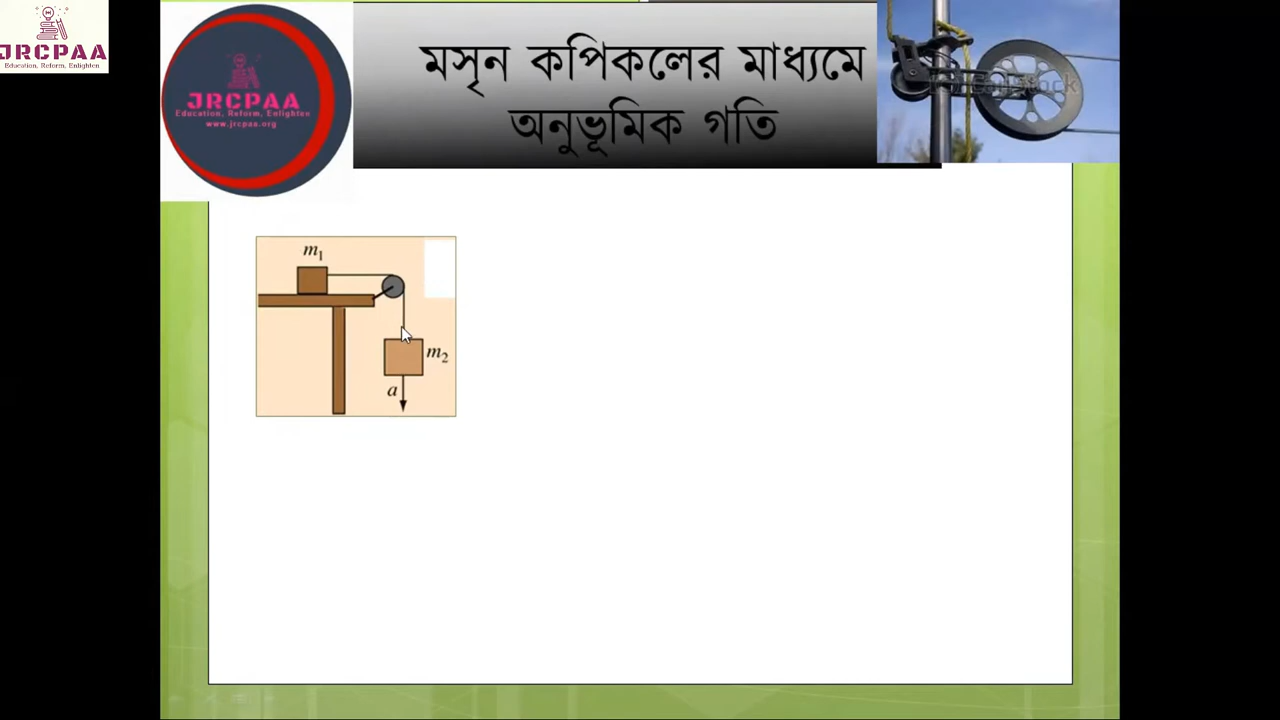 JRCPAA
Education, Reform, Enlighten
JRCPAA
Education, Reform, Enlighten
www.jrcpaa.org
মসৃন কপিকলের মাধ্যমে
অনুভূমিক গতি
m₁
m₂
a